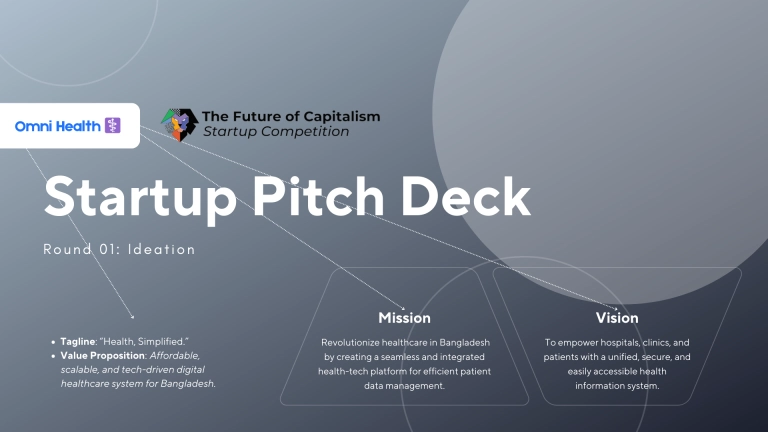 Omni Health
The Future of Capitalism
Startup Competition
Startup Pitch Deck
Round 01: Ideation
• Tagline: “Health, Simplified.”
• Value Proposition: Affordable,
scalable, and tech-driven digital
healthcare system for Bangladesh.
Mission
Revolutionize healthcare in Bangladesh
by creating a seamless and integrated
health-tech platform for efficient patient
data management.
Vision
To empower hospitals, clinics, and
patients with a unified, secure, and
easily accessible health
information system.